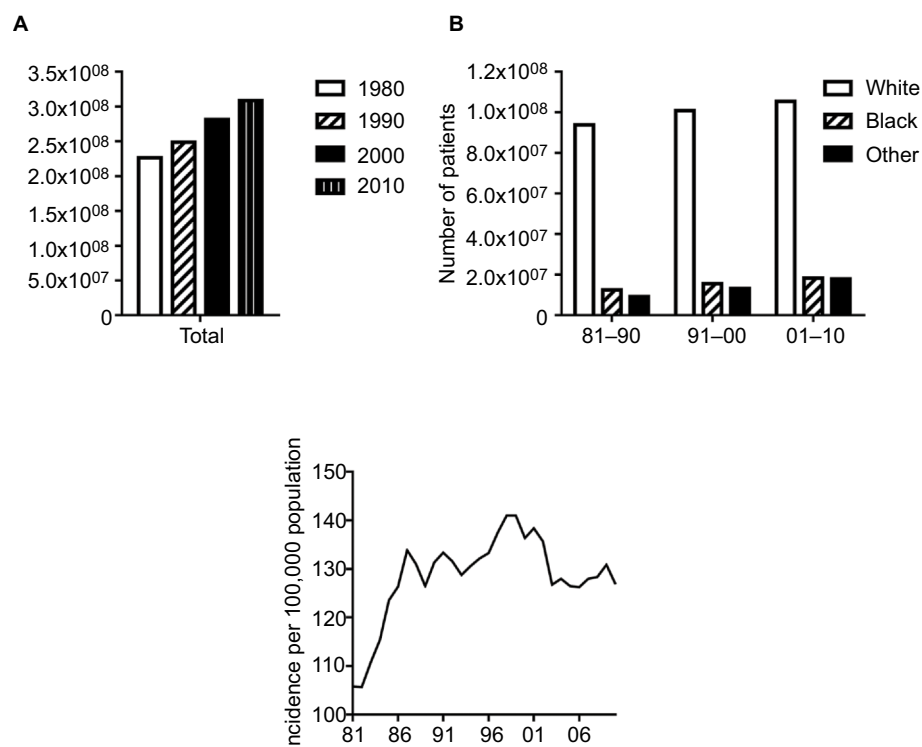 A
3.5x10⁰⁸
3.0x10⁰⁸
2.5x10⁰⁸
2.0x10⁰⁸
1.5x10⁰⁸
1.0x10⁰⁸
5.0x10⁰⁷
0
Total
1980
1990
2000
2010
B
Number of patients
1.2x10⁰⁸
1.0x10⁰⁸
8.0x10⁰⁷
6.0x10⁰⁷
4.0x10⁰⁷
2.0x10⁰⁷
0
81–90 91–00 01–10
White
Black
Other
ncidence per 100,000 population
150
140
130
120
110
100
81 86 91 96 01 06